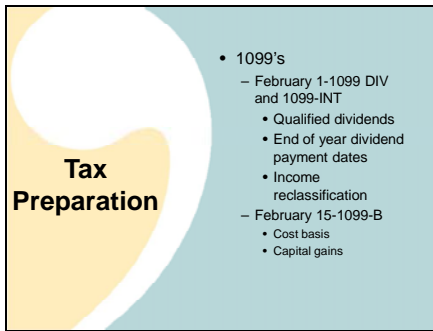 Tax
Preparation
• 1099's
– February 1-1099 DIV
and 1099-INT
• Qualified dividends
• End of year dividend
payment dates
• Income
reclassification
– February 15-1099-B
• Cost basis
• Capital gains